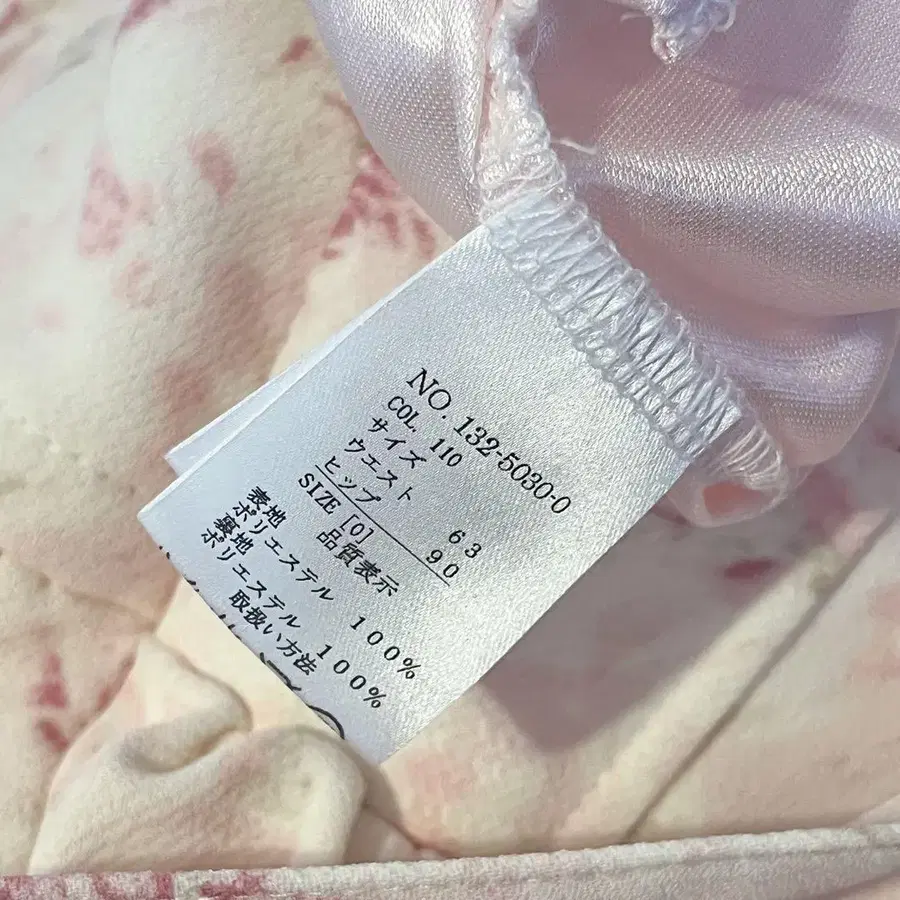 NO. 132-5030-0
COL. 110
サイズ
ウエスト 63
ヒップ 90
SIZE [0]
品質表示
表地
ポリエステル 100%
裏地
ポリエステル 100%
取扱い方法